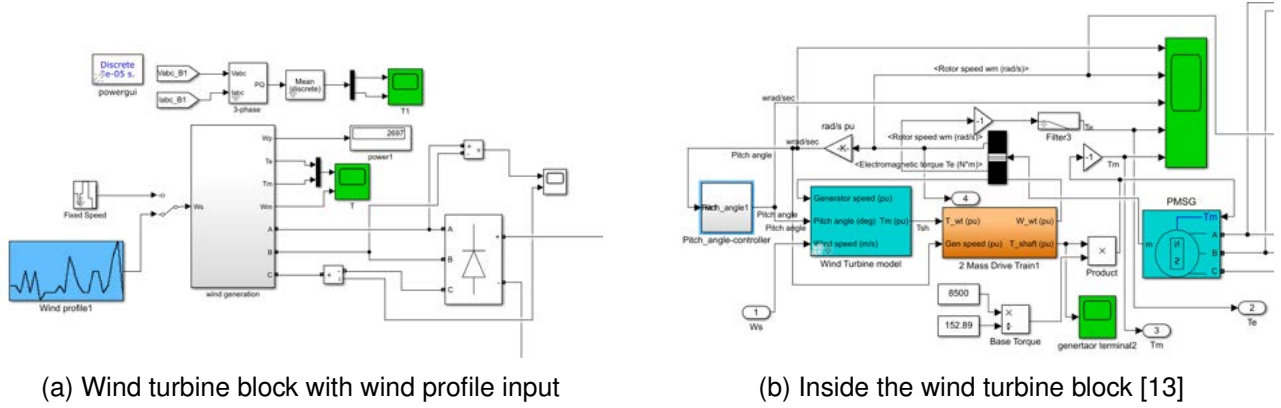 Discrete
5e-05 s.
powergui
Vabc_B1
Iabc_B1
Vabc
Iabc
PQ
3-phase
Mean
(discrete)
T1
Wp
2697
power1
Te
Tm
Wm
T
Fixed Speed
Ws
A
B
C
wind generation
Wind profile1
+
-
v
+
-
+
-
A
B
C
+
-
<Rotor speed wm (rad/s)>
wrad/sec
rad/s pu
wrad/sec
-K-
<Rotor speed wm (rad/s)>
-1
Filter3
Te
Pitch angle
<Electromagnetic torque Te (N*m)>
-1
Tm
4
PMSG
Tm
in
N
S
A
B
C
Pitch_angle1
Pitch_angle-controller
Pitch angle
Pitch angle
Generator speed (pu)
Pitch angle (deg)
Tm (pu)
Wind speed (m/s)
Wind Turbine model
Tsh
T_wt (pu)
W_wt (pu)
Gen speed (pu)
T_shaft (pu)
2 Mass Drive Train1
×
Product
1
Ws
8500
152.89
×
÷
Base Torque
genertaor terminal2
3
Tm
2
Te
(a) Wind turbine block with wind profile input
(b) Inside the wind turbine block [13]